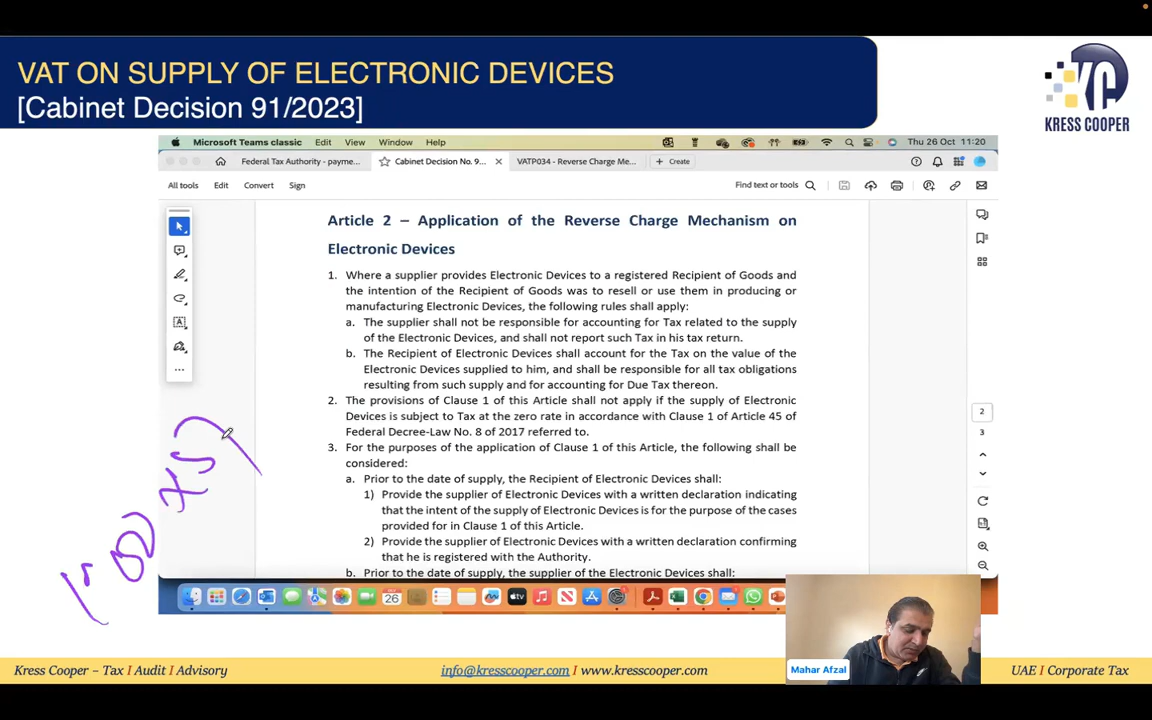 VAT ON SUPPLY OF ELECTRONIC DEVICES
[Cabinet Decision 91/2023]
KC
KRESS COOPER
Microsoft Teams classic Edit View Window Help Thu 26 Oct 11:20
Federal Tax Authority - payme... Cabinet Decision No. 9... VATP034 - Reverse Charge Me... Create
All tools Edit Convert Sign Find text or tools
Article 2 – Application of the Reverse Charge Mechanism on
Electronic Devices
1. Where a supplier provides Electronic Devices to a registered Recipient of Goods and
the intention of the Recipient of Goods was to resell or use them in producing or
manufacturing Electronic Devices, the following rules shall apply:
a. The supplier shall not be responsible for accounting for Tax related to the supply
of the Electronic Devices, and shall not report such Tax in his tax return.
b. The Recipient of Electronic Devices shall account for the Tax on the value of the
Electronic Devices supplied to him, and shall be responsible for all tax obligations
resulting from such supply and for accounting for Due Tax thereon.
2. The provisions of Clause 1 of this Article shall not apply if the supply of Electronic
Devices is subject to Tax at the zero rate in accordance with Clause 1 of Article 45 of
Federal Decree-Law No. 8 of 2017 referred to.
3. For the purposes of the application of Clause 1 of this Article, the following shall be
considered:
a. Prior to the date of supply, the Recipient of Electronic Devices shall:
1) Provide the supplier of Electronic Devices with a written declaration indicating
that the intent of the supply of Electronic Devices is for the purpose of the cases
provided for in Clause 1 of this Article.
2) Provide the supplier of Electronic Devices with a written declaration confirming
that he is registered with the Authority.
b. Prior to the date of supply, the supplier of the Electronic Devices shall:
2
3
OCT
26
tv
Mahar Afzal
Kress Cooper – Tax I Audit I Advisory info@kresscooper.com I www.kresscooper.com UAE I Corporate Tax